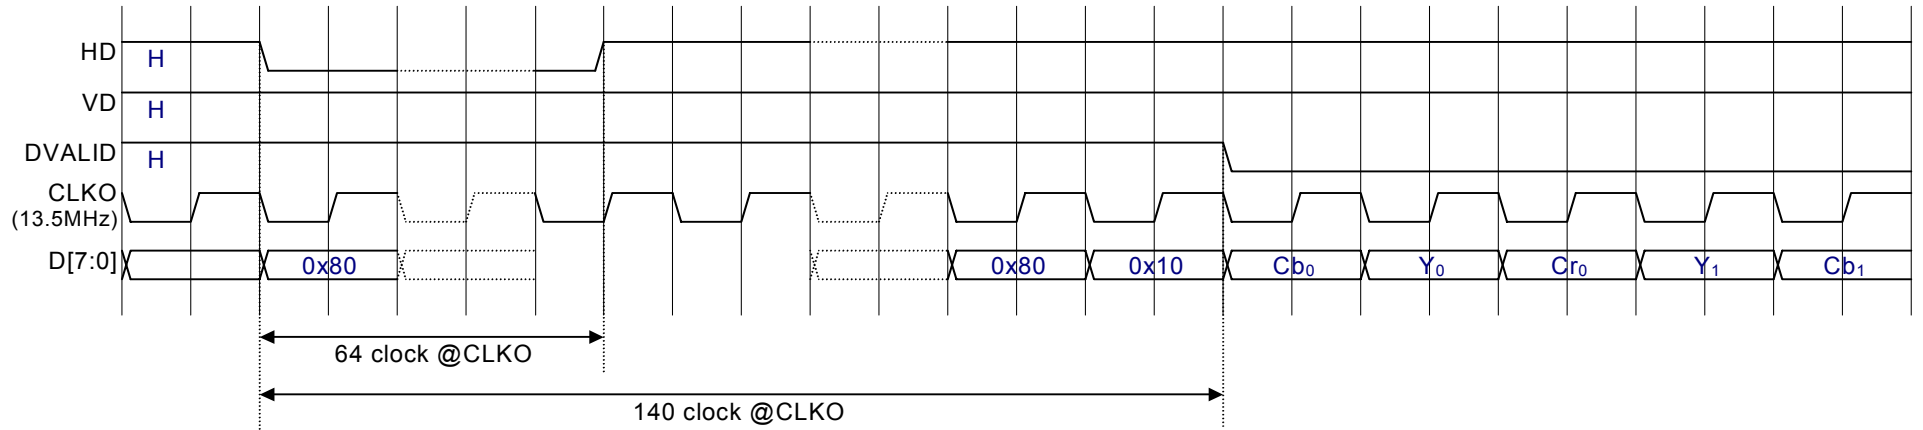 HD H
VD H
DVALID H
CLKO
(13.5MHz)
D[7:0] 0x80 0x80 0x10 Cb₀ Y₀ Cr₀ Y₁ Cb₁
64 clock @CLKO
140 clock @CLKO